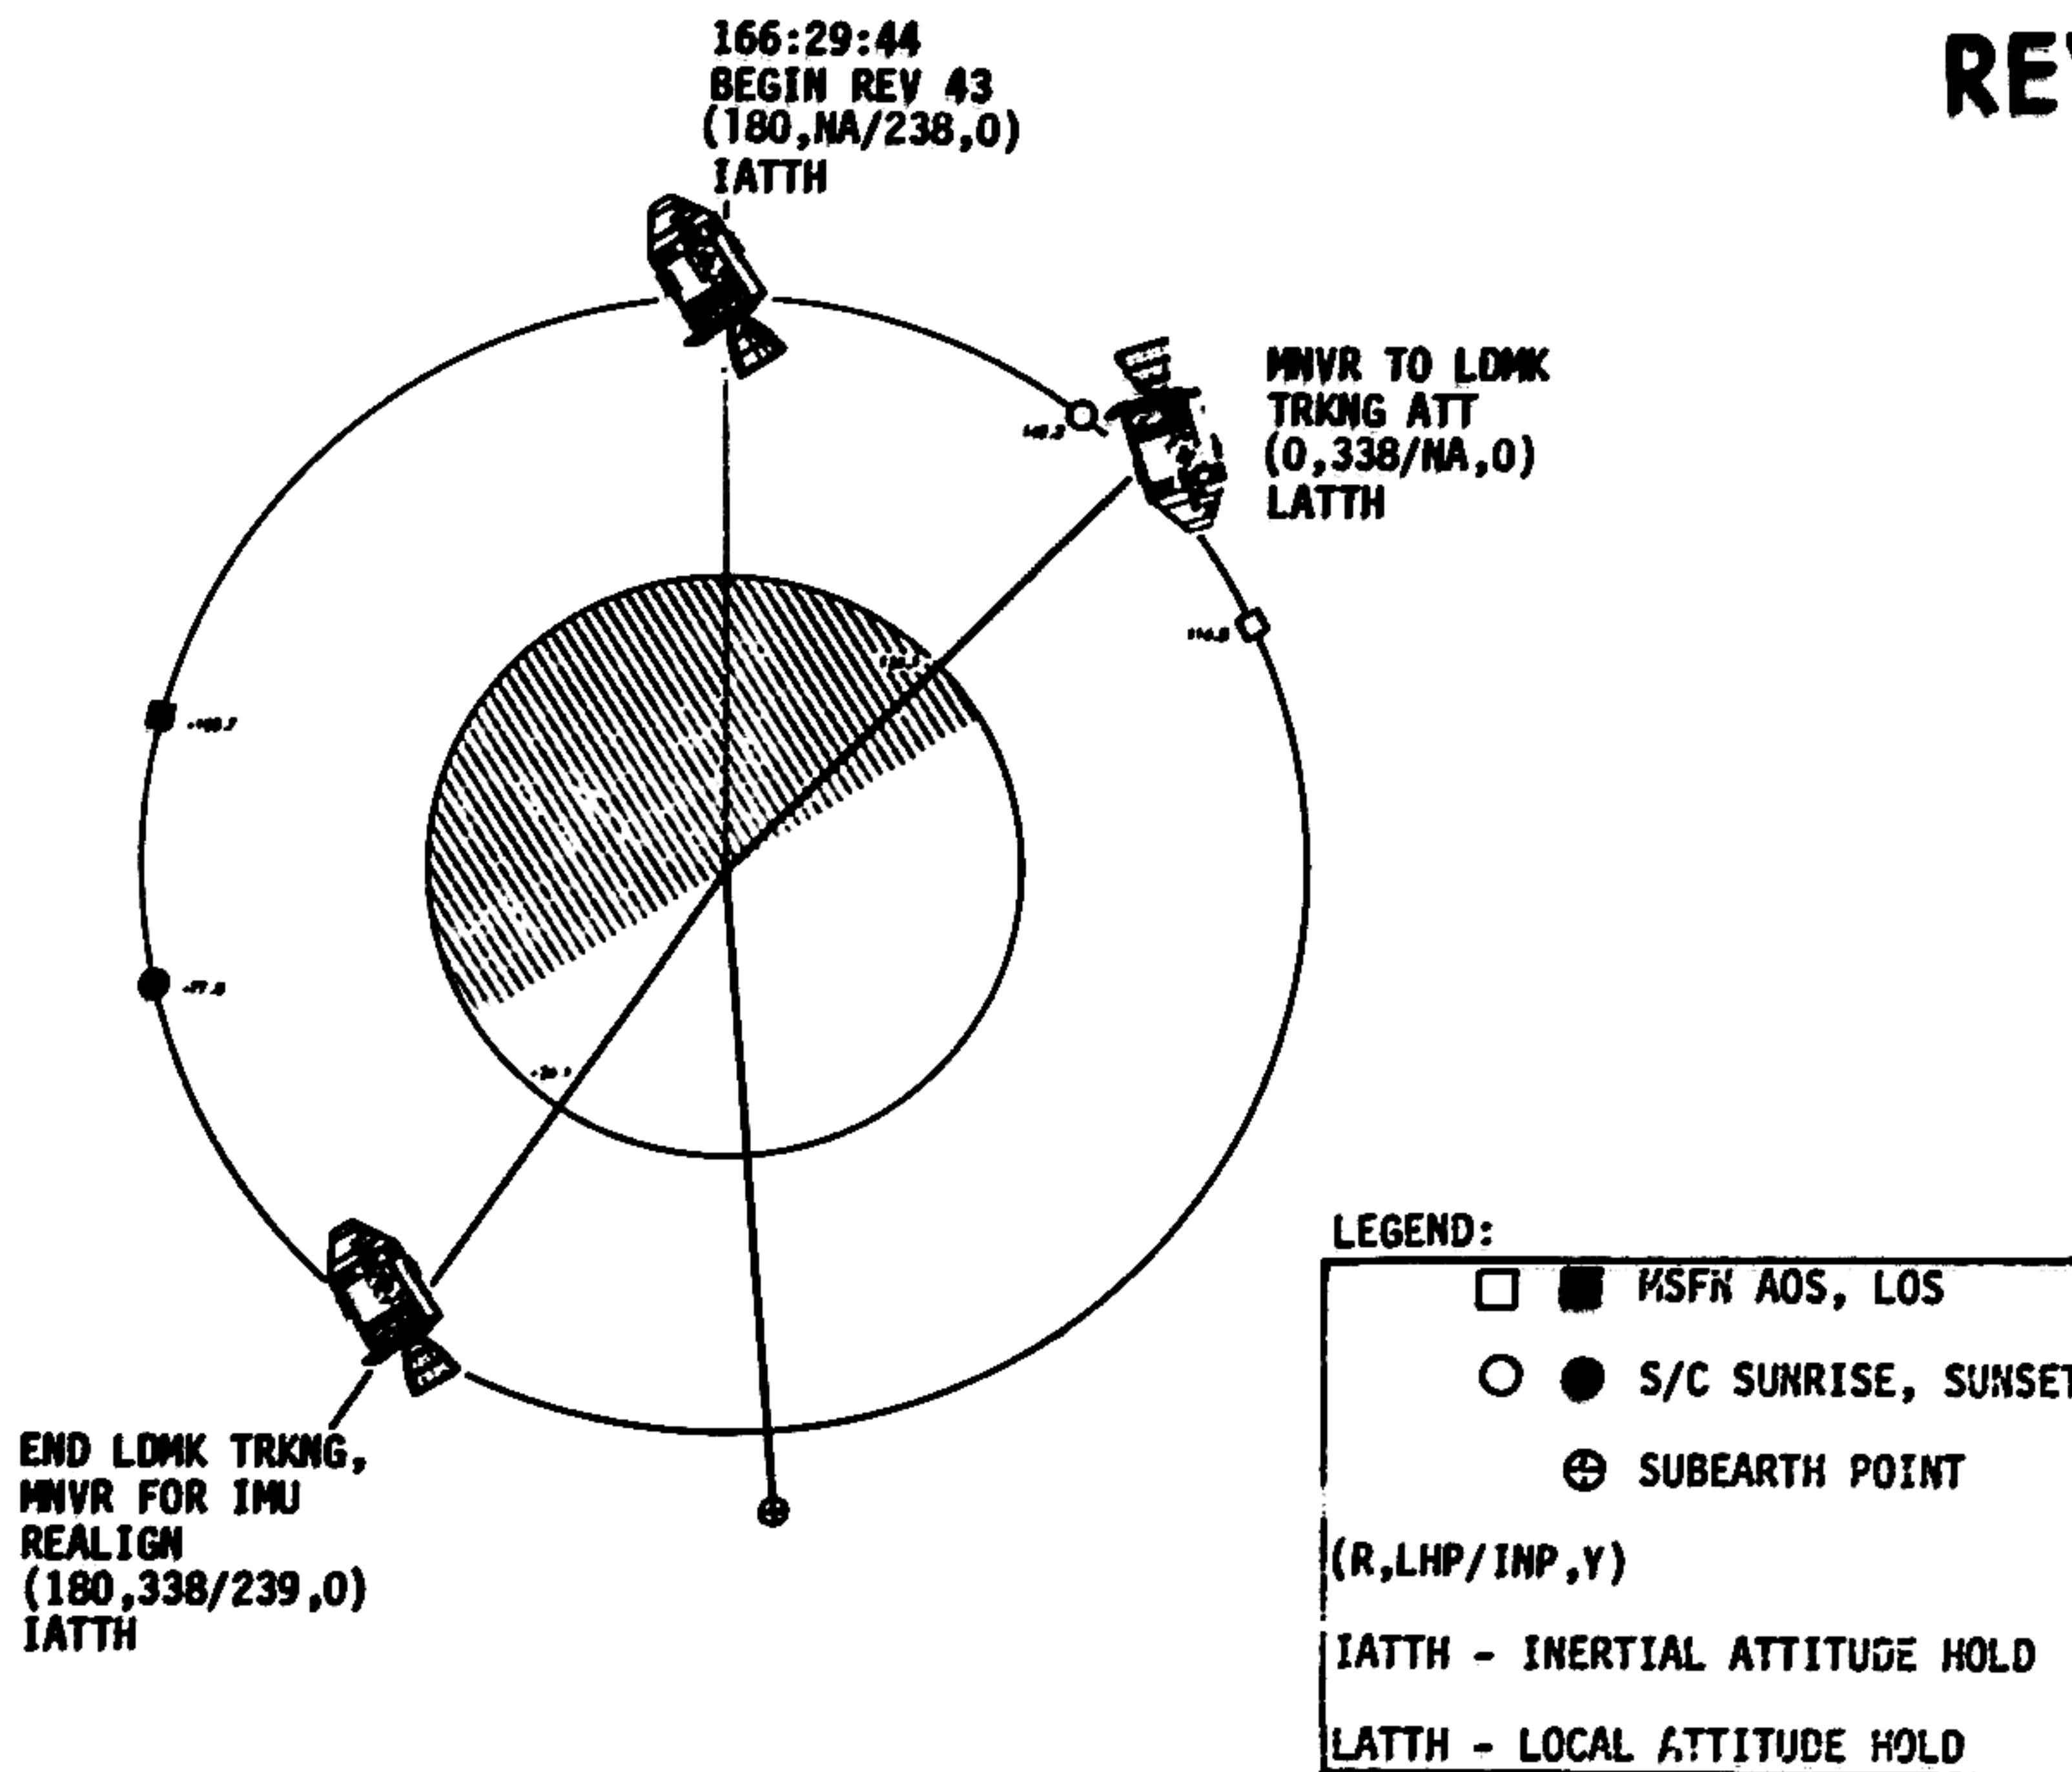 166:29:44
BEGIN REV 43
(180,NA/238,0)
IATTH
MNVR TO LDMK
TRKNG ATT
(0,338/NA,0)
LATTH
END LDMK TRKNG,
MNVR FOR IMU
REALIGN
(180,338/239,0)
IATTH
LEGEND:
MSFN AOS, LOS
S/C SUNRISE, SUNSET
SUBEARTH POINT
(R,LHP/INP,Y)
IATTH - INERTIAL ATTITUDE HOLD
LATTH - LOCAL ATTITUDE HOLD